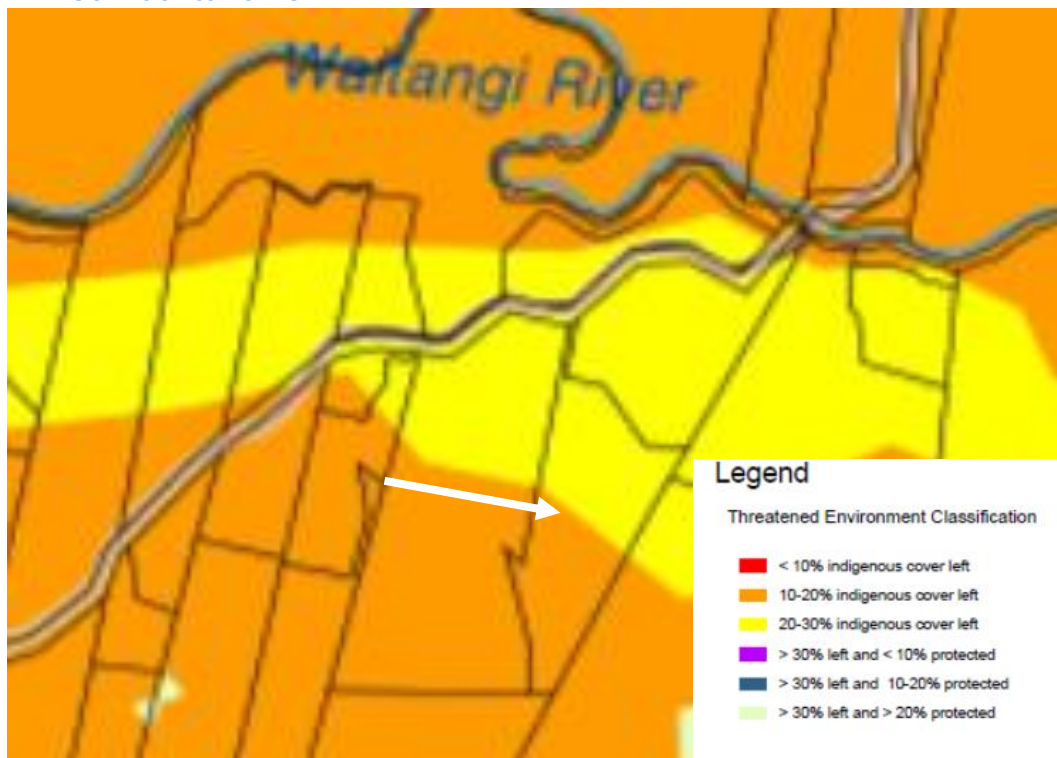 Waitangi River
Legend
Threatened Environment Classification
< 10% indigenous cover left
10-20% indigenous cover left
20-30% indigenous cover left
> 30% left and < 10% protected
> 30% left and 10-20% protected
> 30% left and > 20% protected